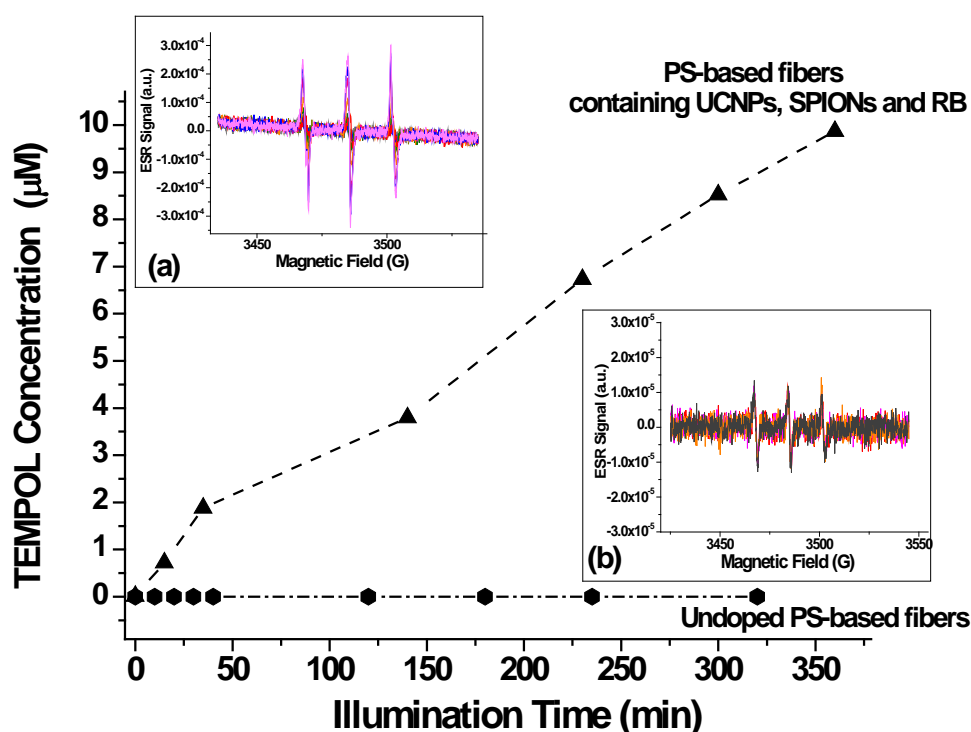 PS-based fibers
containing UCNPs, SPIONs and RB
TEMPOL Concentration (μM)
10
9
8
7
6
5
4
3
2
1
0
0 50 100 150 200 250 300 350
Illumination Time (min)
Undoped PS-based fibers
(a)
ESR Signal (a.u.)
3.0x10⁻⁴
2.0x10⁻⁴
1.0x10⁻⁴
0.0
-1.0x10⁻⁴
-2.0x10⁻⁴
-3.0x10⁻⁴
3450 3500
Magnetic Field (G)
(b)
ESR Signal (a.u.)
3.0x10⁻⁵
2.0x10⁻⁵
1.0x10⁻⁵
0.0
-1.0x10⁻⁵
-2.0x10⁻⁵
-3.0x10⁻⁵
3450 3500 3550
Magnetic Field (G)